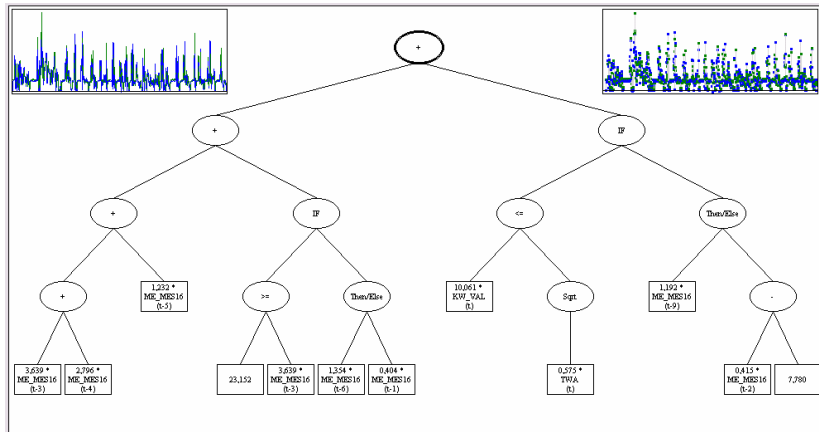 +
+
IF
+
IF
<=
Then/Else
+
1,232 *
ME_MES16
(t-5)
>=
Then/Else
10,061 *
KW_VAL
(t)
Sqrt
1,192 *
ME_MES16
(t-9)
-
3,639 *
ME_MES16
(t-3)
2,796 *
ME_MES16
(t-4)
23,152
3,639 *
ME_MES16
(t-3)
1,354 *
ME_MES16
(t-6)
0,404 *
ME_MES16
(t-1)
0,575 *
TWA
(t)
0,415 *
ME_MES16
(t-2)
7,780